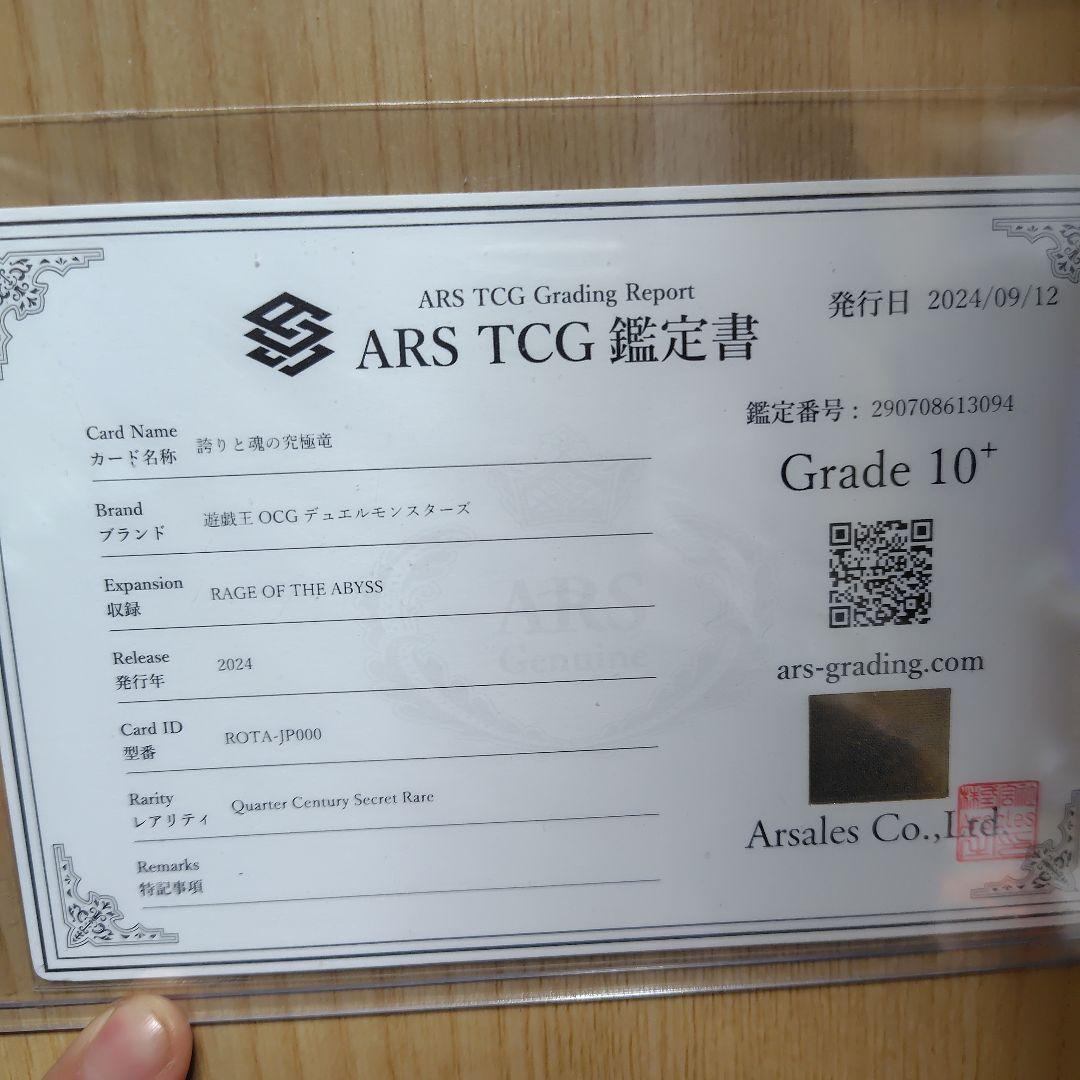 ARS TCG Grading Report
ARS TCG 鑑定書
発行日 2024/09/12
鑑定番号 : 290708613094
Grade 10+
Card Name
カード名称 誇りと魂の究極竜
Brand
ブランド 遊戯王 OCG デュエルモンスターズ
Expansion
収録 RAGE OF THE ABYSS
Release
発行年 2024
Card ID
型番 ROTA-JP000
Rarity
レアリティ Quarter Century Secret Rare
Remarks
特記事項 -
ARS
Genuine
ars-grading.com
Arsales Co.,Ltd.